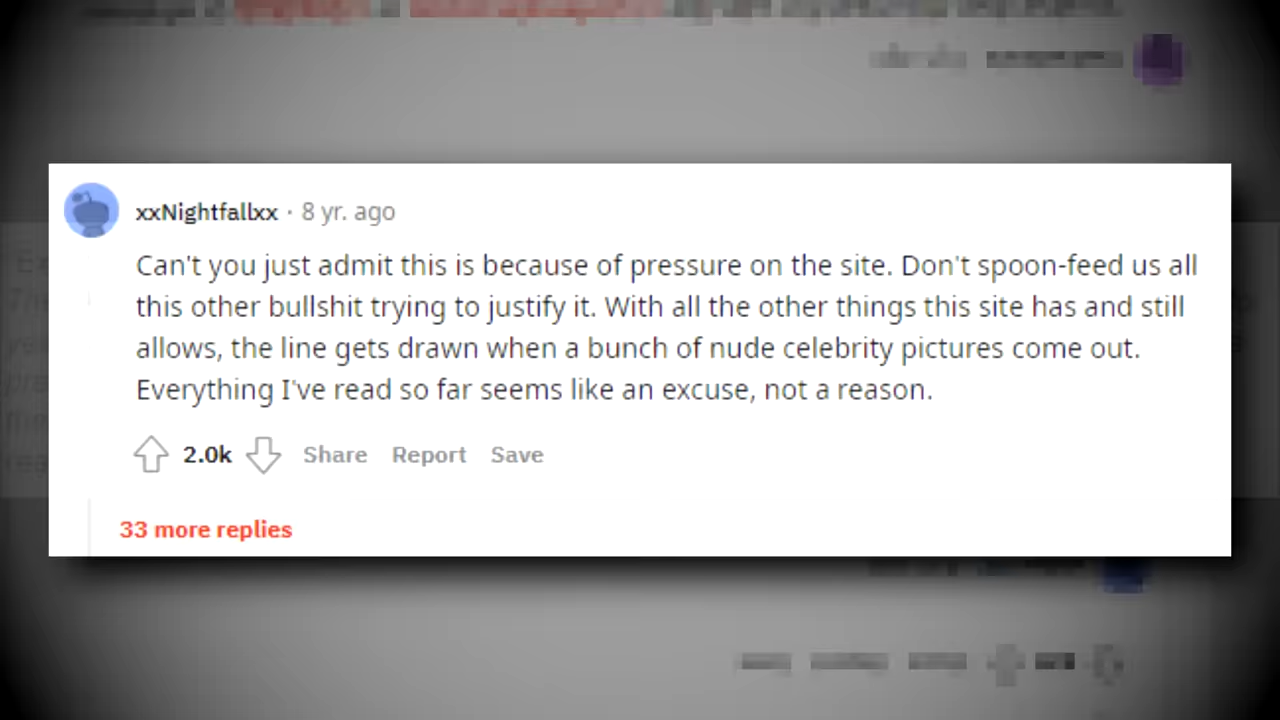 xxNightfallxx · 8 yr. ago
Can't you just admit this is because of pressure on the site. Don't spoon-feed us all
this other bullshit trying to justify it. With all the other things this site has and still
allows, the line gets drawn when a bunch of nude celebrity pictures come out.
Everything I've read so far seems like an excuse, not a reason.
2.0k Share Report Save
33 more replies